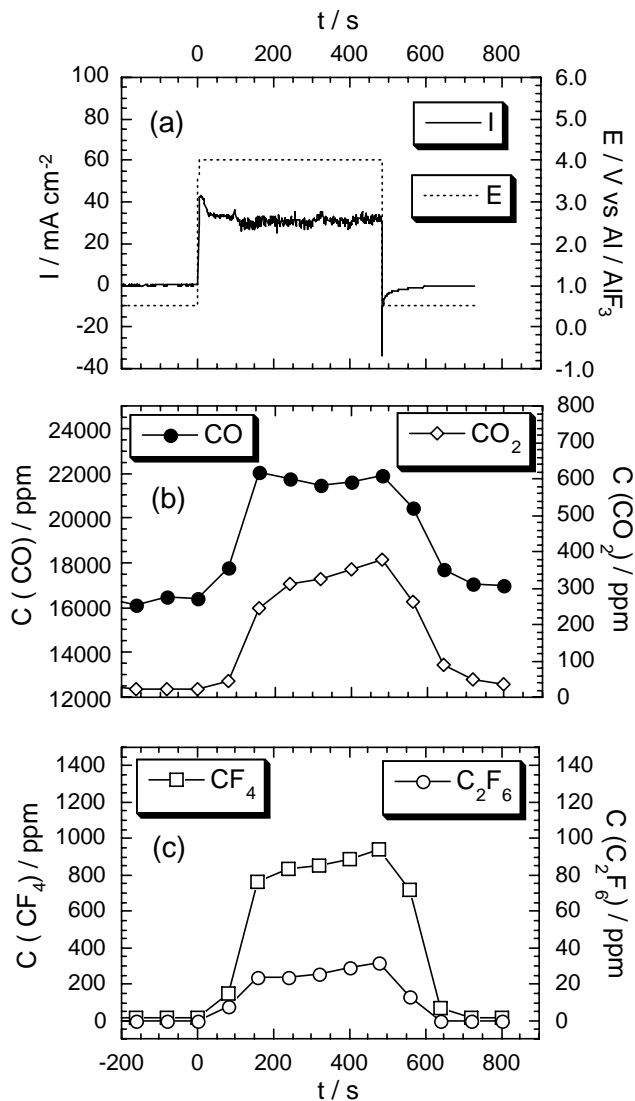 t / s
0 200 400 600 800
100
80
60
40
20
0
-20
-40
I / mA cm-2
(a)
I
E
6.0
5.0
4.0
3.0
2.0
1.0
0.0
-1.0
E / V vs Al / AlF3
24000
22000
20000
18000
16000
14000
12000
C ( CO) / ppm
CO
CO2
(b)
800
700
600
500
400
300
200
100
0
C (CO2) / ppm
1400
1200
1000
800
600
400
200
0
C ( CF4) / ppm
CF4
C2F6
(c)
140
120
100
80
60
40
20
0
C (C2F6) / ppm
-200 0 200 400 600 800
t / s